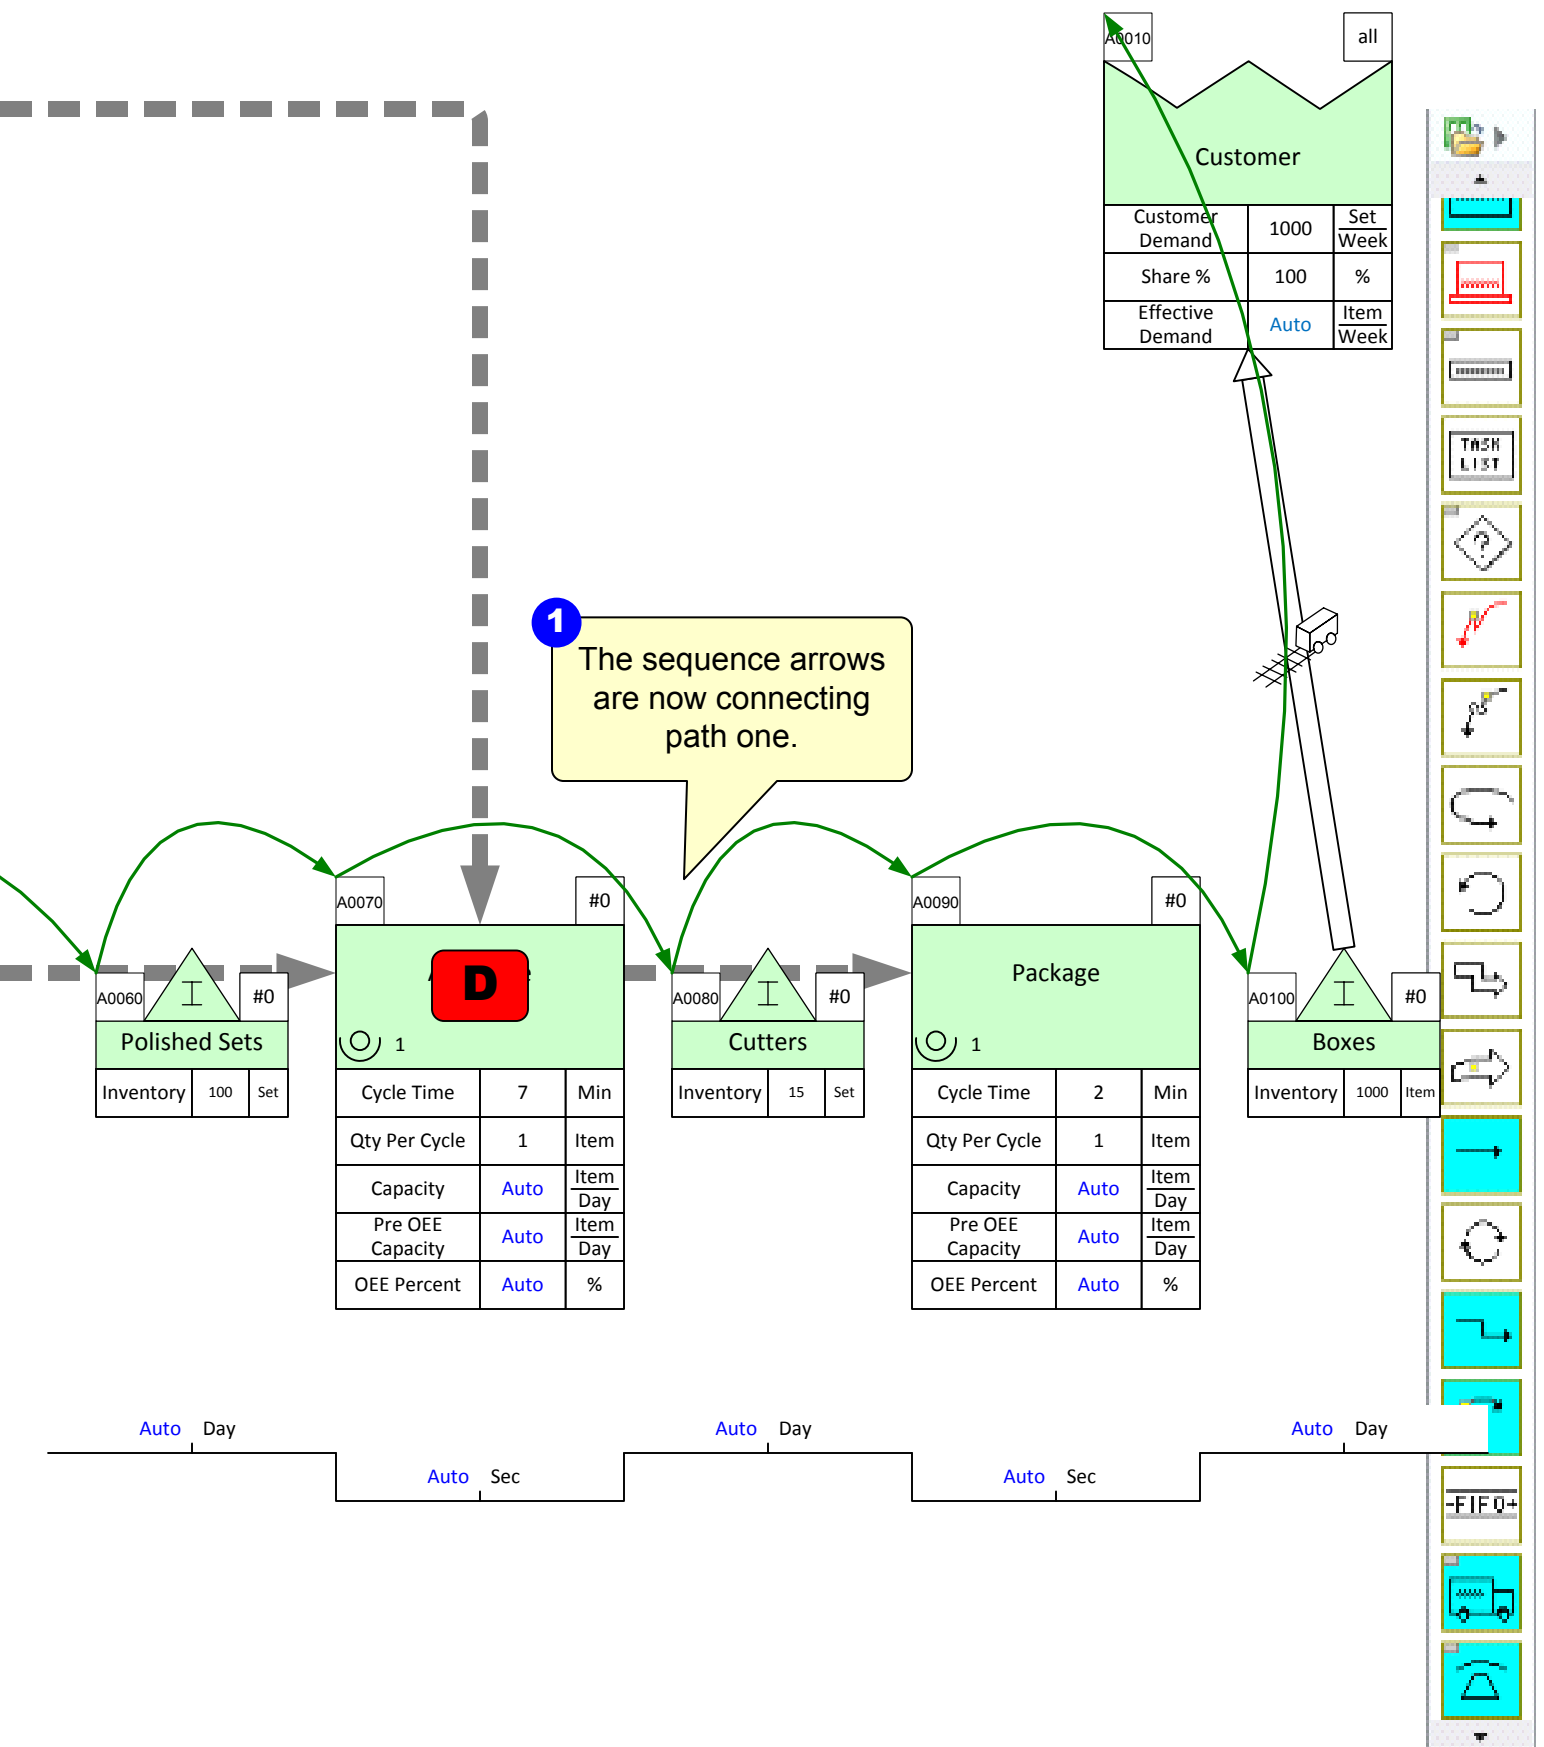 A0010
all
Customer
Customer Demand 1000 Set Week
Share % 100 %
Effective Demand Auto Item Week
TASK
LIST
1
The sequence arrows
are now connecting
path one.
A0070
#0
A0090
#0
D
Package
A0060
I
#0
A0080
I
#0
A0100
I
#0
Polished Sets
1
Cutters
1
Boxes
Inventory 100 Set
Cycle Time 7 Min
Inventory 15 Set
Cycle Time 2 Min
Inventory 1000 Item
Qty Per Cycle 1 Item
Qty Per Cycle 1 Item
Capacity Auto Item Day
Capacity Auto Item Day
Pre OEE Capacity Auto Item Day
Pre OEE Capacity Auto Item Day
OEE Percent Auto %
OEE Percent Auto %
Auto Day
Auto Day
Auto Day
Auto Sec
Auto Sec
-FIFO+